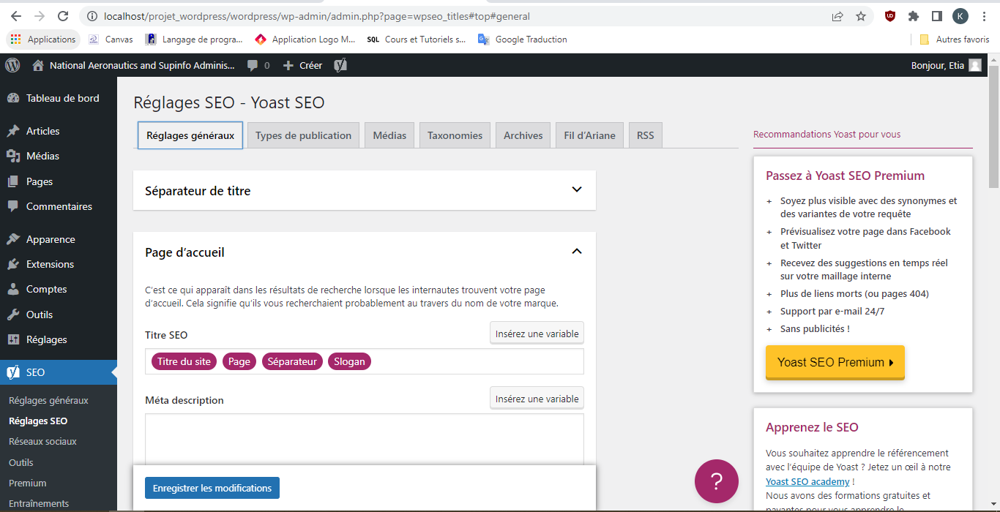 localhost/projet_wordpress/wordpress/wp-admin/admin.php?page=wpseo_titles#top#general
K
Applications
Canvas
Langage de progra...
Application Logo M...
SQL Cours et Tutoriels s...
Google Traduction
Autres favoris
National Aeronautics and Supinfo Adminis...
0
Créer
Bonjour, Etia
Tableau de bord
Articles
Médias
Pages
Commentaires
Apparence
Extensions
Comptes
Outils
Réglages
SEO
Réglages généraux
Réglages SEO
Réseaux sociaux
Outils
Premium
Entraînements
Réglages SEO - Yoast SEO
Réglages généraux
Types de publication
Médias
Taxonomies
Archives
Fil d’Ariane
RSS
Séparateur de titre
Page d’accueil
C’est ce qui apparaît dans les résultats de recherche lorsque les internautes trouvent votre page
d’accueil. Cela signifie qu’ils vous recherchaient probablement au travers du nom de votre marque.
Titre SEO
Insérez une variable
Titre du site
Page
Séparateur
Slogan
Méta description
Insérez une variable
Enregistrer les modifications
?
Recommandations Yoast pour vous
Passez à Yoast SEO Premium
+ Soyez plus visible avec des synonymes et
des variantes de votre requête
+ Prévisualisez votre page dans Facebook
et Twitter
+ Recevez des suggestions en temps réel
sur votre maillage interne
+ Plus de liens morts (ou pages 404)
+ Support par e-mail 24/7
+ Sans publicités !
Yoast SEO Premium
Apprenez le SEO
Vous souhaitez apprendre le référencement
avec l’équipe de Yoast ? Jetez un œil à notre
Yoast SEO academy !
Nous avons des formations gratuites et
payantes pour vous apprendre le